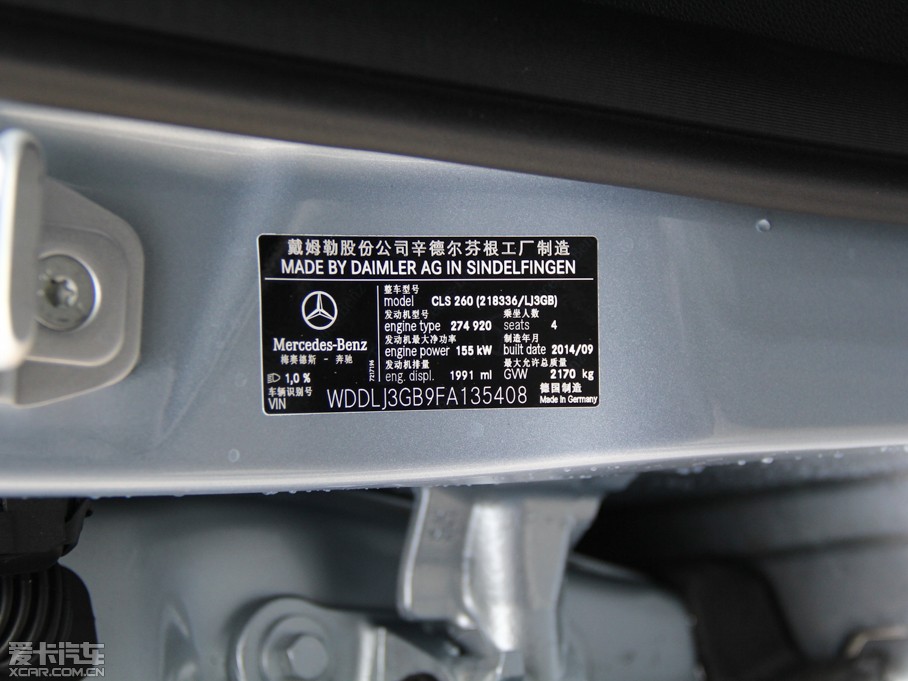 戴姆勒股份公司辛德尔芬根工厂制造
MADE BY DAIMLER AG IN SINDELFINGEN
整车型号
model CLS 260 (218336/LJ3GB)
发动机型号 乘坐人数
engine type 274 920 seats 4
发动机最大净功率 制造年月
engine power 155 kW built date 2014/09
发动机排量 最大允许总质量
eng. displ. 1991 ml GVW 2170 kg
Mercedes-Benz
梅赛德斯 - 奔驰
1,0 %
车辆识别号
VIN WDDLJ3GB9FA135408
德国制造
Made in Germany
爱卡汽车
XCAR.COM.CN